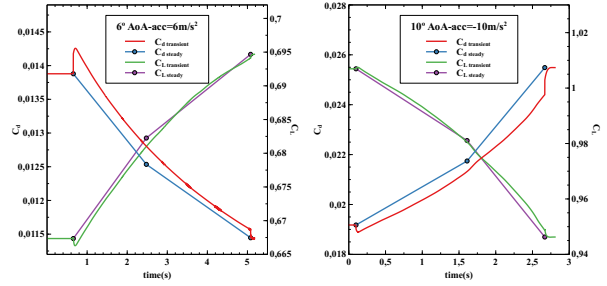 6° AoA-acc=6m/s²
C_d transient
C_d steady
C_L transient
C_L steady
0,0145
0,014
0,0135
0,013
0,0125
0,012
0,0115
C_d
0,7
0,695
0,69
0,685
0,68
0,675
0,67
0,665
C_L
1
2
3
4
5
time(s)
10° AoA-acc=-10m/s²
C_d transient
C_d steady
C_L transient
C_L steady
0,028
0,026
0,024
0,022
0,02
0,018
C_d
1,02
1
0,98
0,96
0,94
C_L
0
0,5
1
1,5
2
2,5
3
time(s)